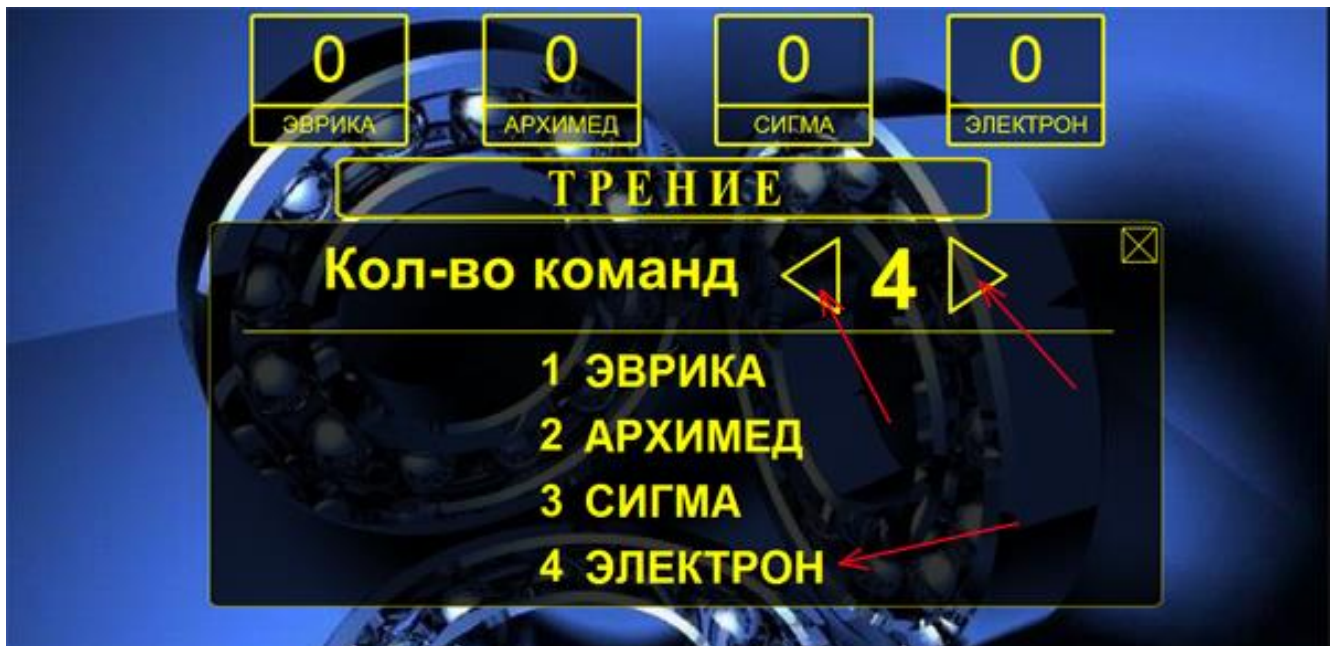 0 0 0 0
ЭВРИКА АРХИМЕД СИГМА ЭЛЕКТРОН
ТРЕНИЕ
Кол-во команд 4
1 ЭВРИКА
2 АРХИМЕД
3 СИГМА
4 ЭЛЕКТРОН